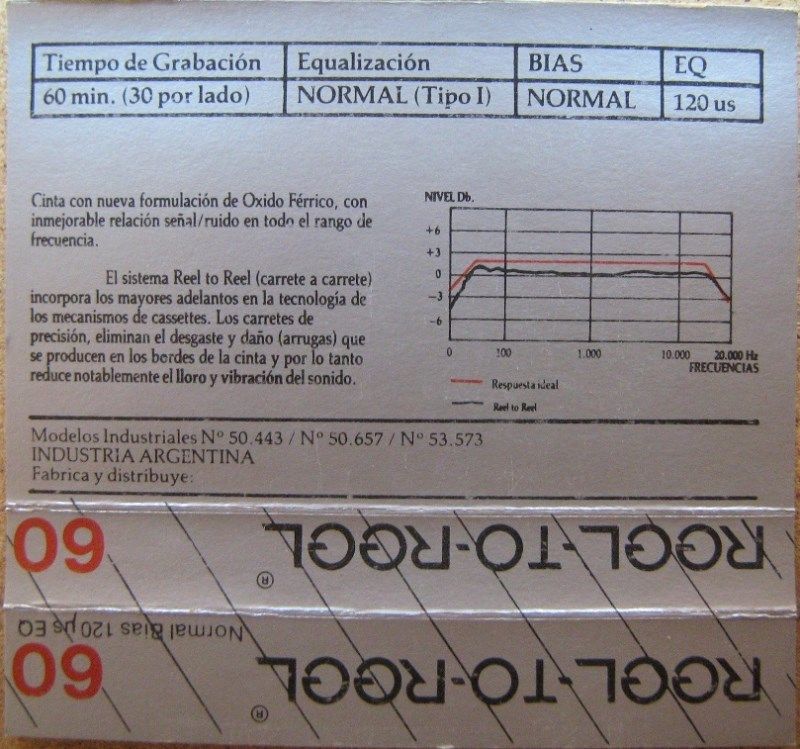 Tiempo de Grabación Equalización BIAS EQ
60 min. (30 por lado) NORMAL (Tipo I) NORMAL 120 us
Cinta con nueva formulación de Oxido Férrico, con
inmejorable relación señal/ruido en todo el rango de
frecuencia.
El sistema Reel to Reel (carrete a carrete)
incorpora los mayores adelantos en la tecnología de
los mecanismos de cassettes. Los carretes de
precisión, eliminan el desgaste y daño (arrugas) que
se producen en los bordes de la cinta y por lo tanto
reduce notablemente el lloro y vibración del sonido.
NIVEL Db.
+6
+3
0
-3
-6
0 100 1.000 10.000 20.000 Hz
FRECUENCIAS
Respuesta ideal
Reel to Reel
Modelos Industriales Nº 50.443 / Nº 50.657 / Nº 53.573
INDUSTRIA ARGENTINA
Fabrica y distribuye:
REEL-TO-REEL ® 60
Normal Bias 120 µs EQ
REEL-TO-REEL ® 60